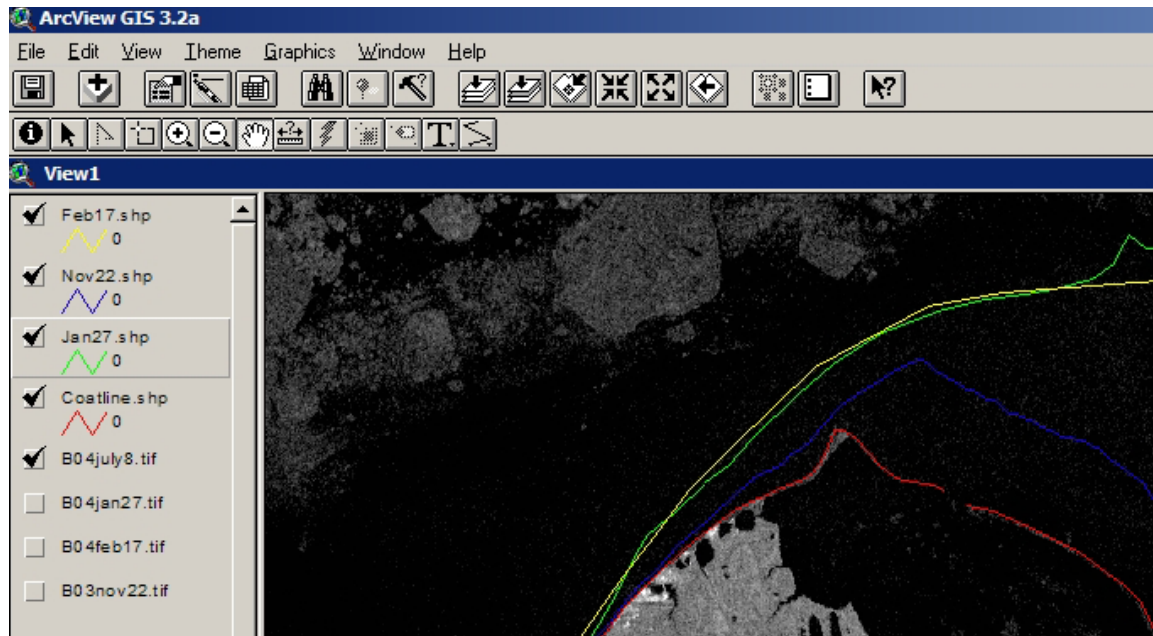 ArcView GIS 3.2a
File Edit View Theme Graphics Window Help
View1
Feb17.shp
0
Nov22.shp
0
Jan27.shp
0
Coatline.shp
0
B04july8.tif
B04jan27.tif
B04feb17.tif
B03nov22.tif